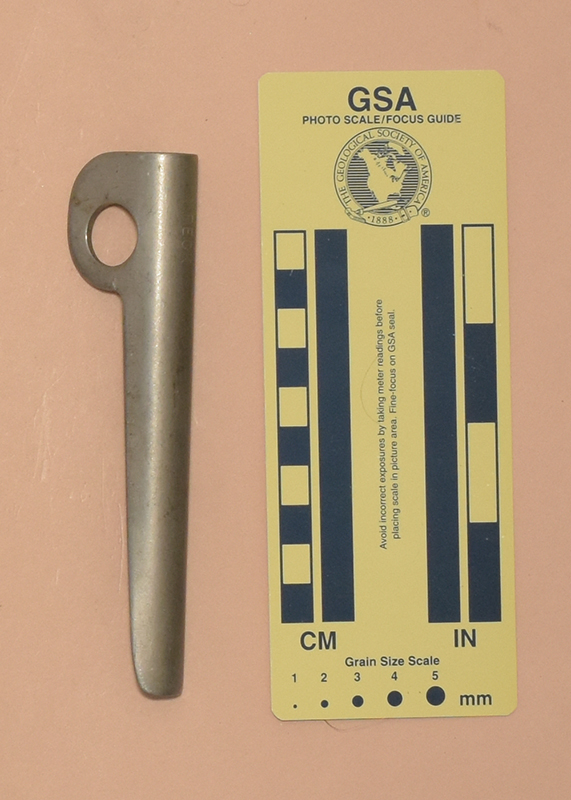 GSA
PHOTO SCALE/FOCUS GUIDE
THE GEOLOGICAL SOCIETY OF AMERICA
·1888·
®
Avoid incorrect exposures by taking meter readings before
placing scale in picture area. Fine-focus on GSA seal.
CM
IN
Grain Size Scale
1 2 3 4 5
mm